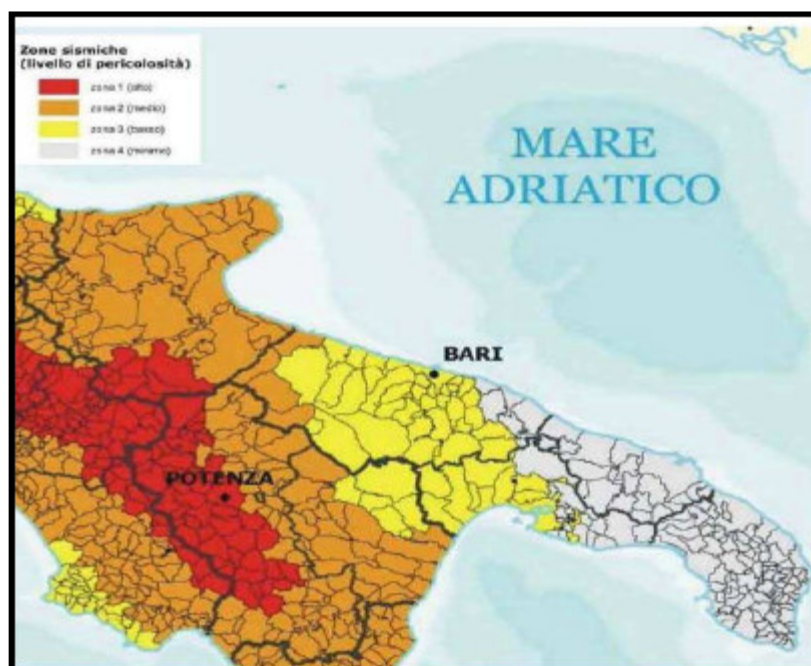 Zone sismiche
(livello di pericolosità)
zona 1 (alto)
zona 2 (medio)
zona 3 (basso)
zona 4 (minimo)
MARE
ADRIATICO
BARI
POTENZA